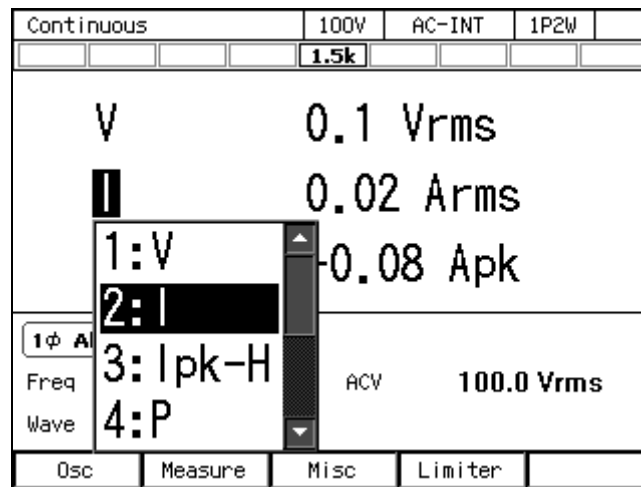 Continuous 100V AC-INT 1P2W
1.5k
V 0.1 Vrms
I 0.02 Arms
-0.08 Apk
1:V
2:I
3:Ipk-H
4:P
1φ
Freq ACV 100.0 Vrms
Wave
Osc Measure Misc Limiter